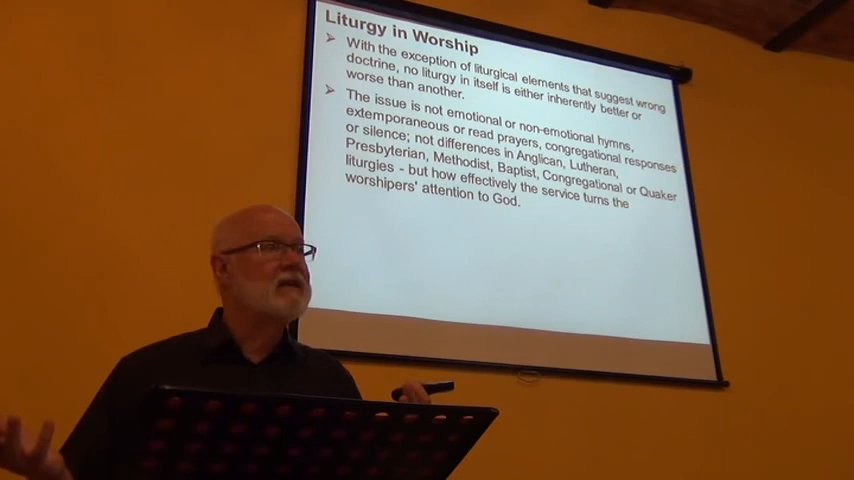 Liturgy in Worship
➢ With the exception of liturgical elements that suggest wrong
doctrine, no liturgy in itself is either inherently better or
worse than another.
➢ The issue is not emotional or non-emotional hymns,
extemporaneous or read prayers, congregational responses
or silence; not differences in Anglican, Lutheran,
Presbyterian, Methodist, Baptist, Congregational or Quaker
liturgies - but how effectively the service turns the
worshipers' attention to God.